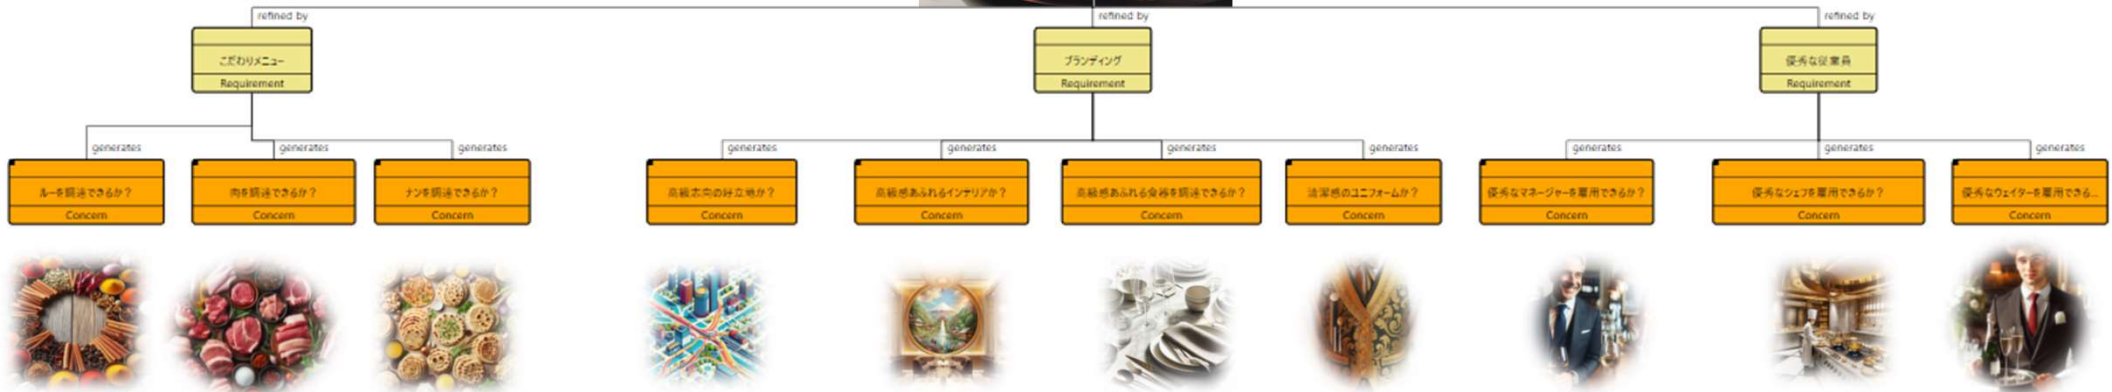 refined by
refined by
refined by
こだわりメニュー
Requirement
ブランディング
Requirement
優秀な従業員
Requirement
generates
generates
generates
generates
generates
generates
generates
generates
generates
generates
ルーを調達できるか？
Concern
肉を調達できるか？
Concern
ナンを調達できるか？
Concern
高級志向の好立地か？
Concern
高級感あふれるインテリアか？
Concern
高級感あふれる食器を調達できるか？
Concern
清潔感のユニフォームか？
Concern
優秀なマネージャーを雇用できるか？
Concern
優秀なシェフを雇用できるか？
Concern
優秀なウェイターを雇用できる...
Concern